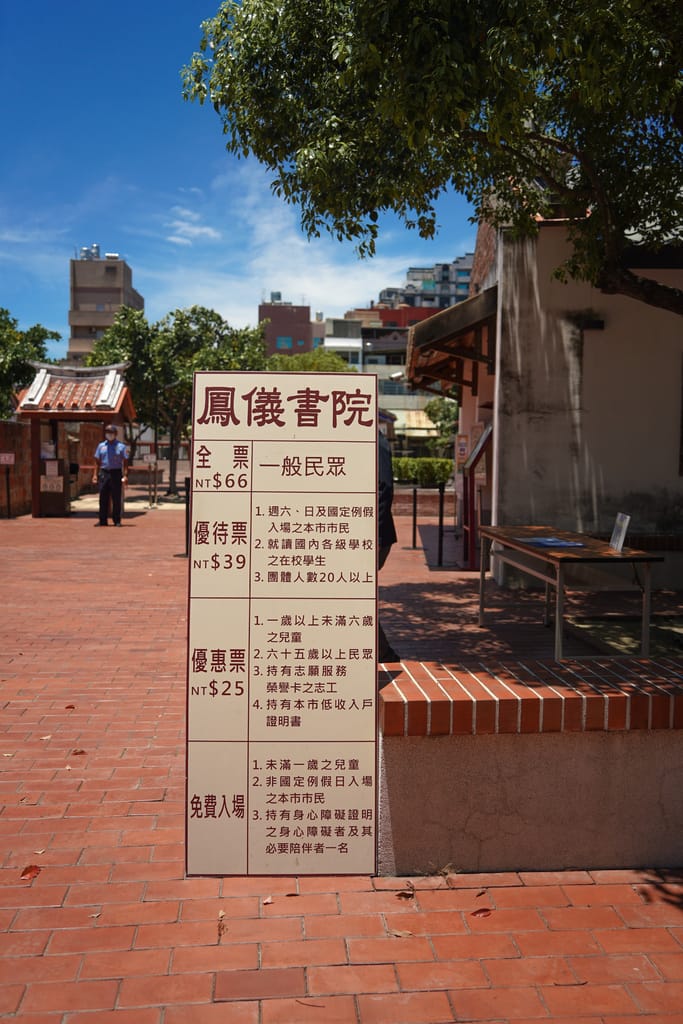 鳳儀書院
全票
NT$66
一般民眾
優待票
NT$39
1. 週六、日及國定例假
入場之本市市民
2. 就讀國內各級學校
之在校學生
3. 團體人數20人以上
優惠票
NT$25
1. 一歲以上未滿六歲
之兒童
2. 六十五歲以上民眾
3. 持有志願服務
榮譽卡之志工
4. 持有本市低收入戶
證明書
免費入場
1. 未滿一歲之兒童
2. 非國定例假日入場
之本市市民
3. 持有身心障礙證明
之身心障礙者及其
必要陪伴者一名